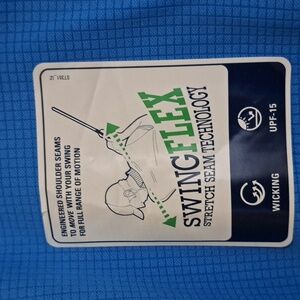 ENGINEERED SHOULDER SEAMS
TO MOVE WITH YOUR SWING
FOR FULL RANGE OF MOTION
SWINGFLEX
STRETCH SEAM TECHNOLOGY
WICKING
UPF-15